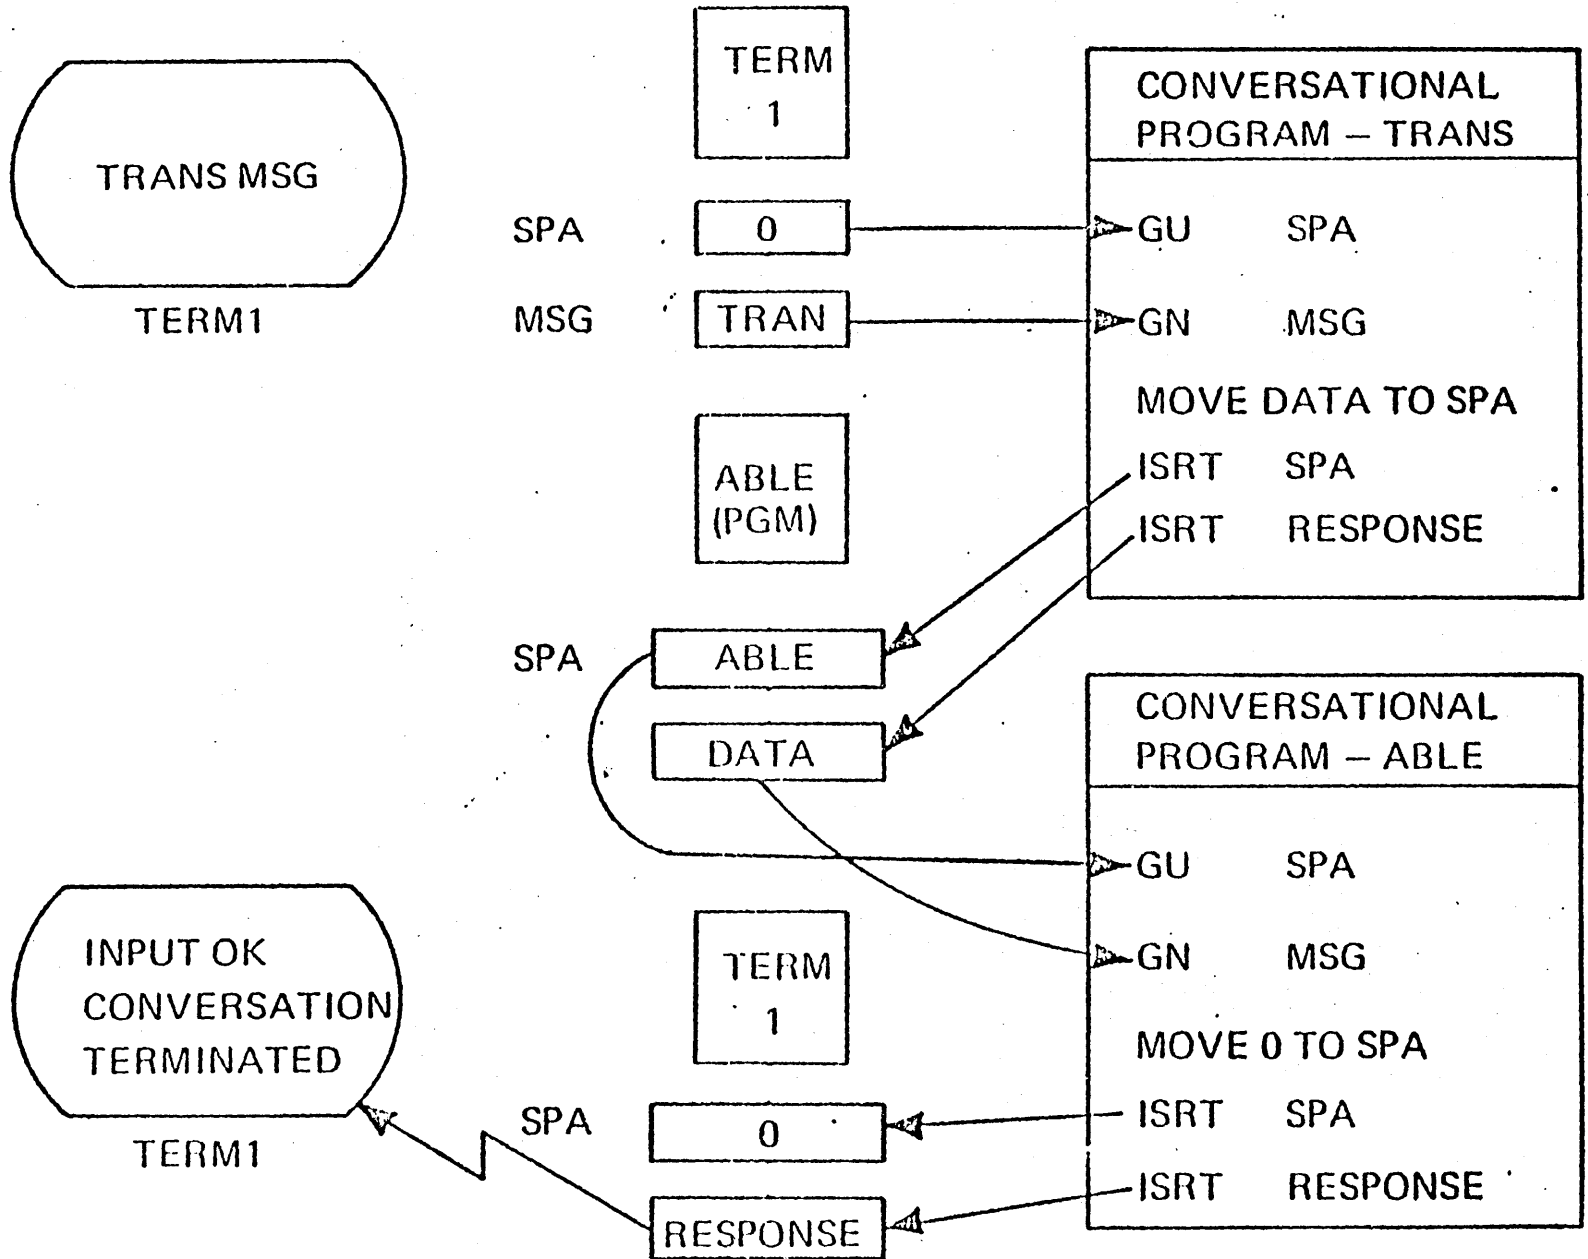 TERM
1
CONVERSATIONAL
PROGRAM – TRANS
TRANS MSG
TERM1
SPA
0
GU SPA
MSG
TRAN
GN MSG
MOVE DATA TO SPA
ABLE
(PGM)
ISRT SPA
ISRT RESPONSE
SPA
ABLE
DATA
CONVERSATIONAL
PROGRAM – ABLE
GU SPA
GN MSG
INPUT OK
CONVERSATION
TERMINATED
TERM1
TERM
1
MOVE 0 TO SPA
SPA
0
ISRT SPA
RESPONSE
ISRT RESPONSE